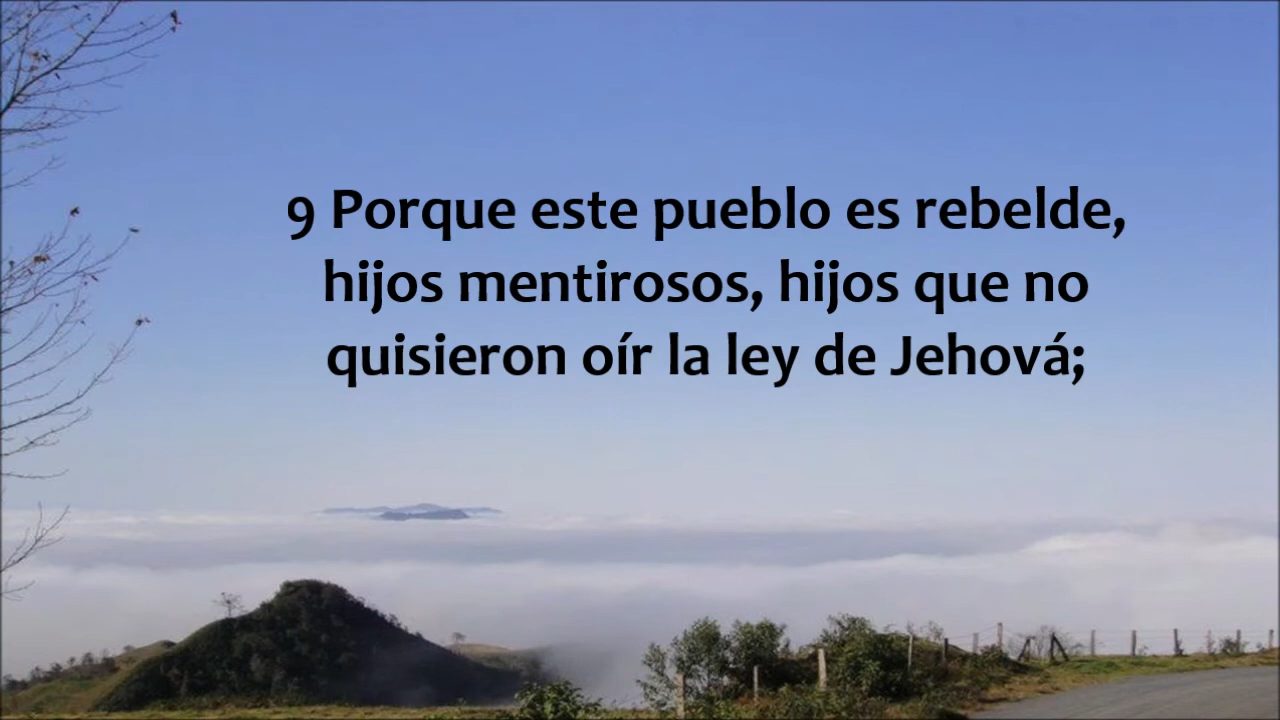 9 Porque este pueblo es rebelde,
hijos mentirosos, hijos que no
quisieron oír la ley de Jehová;